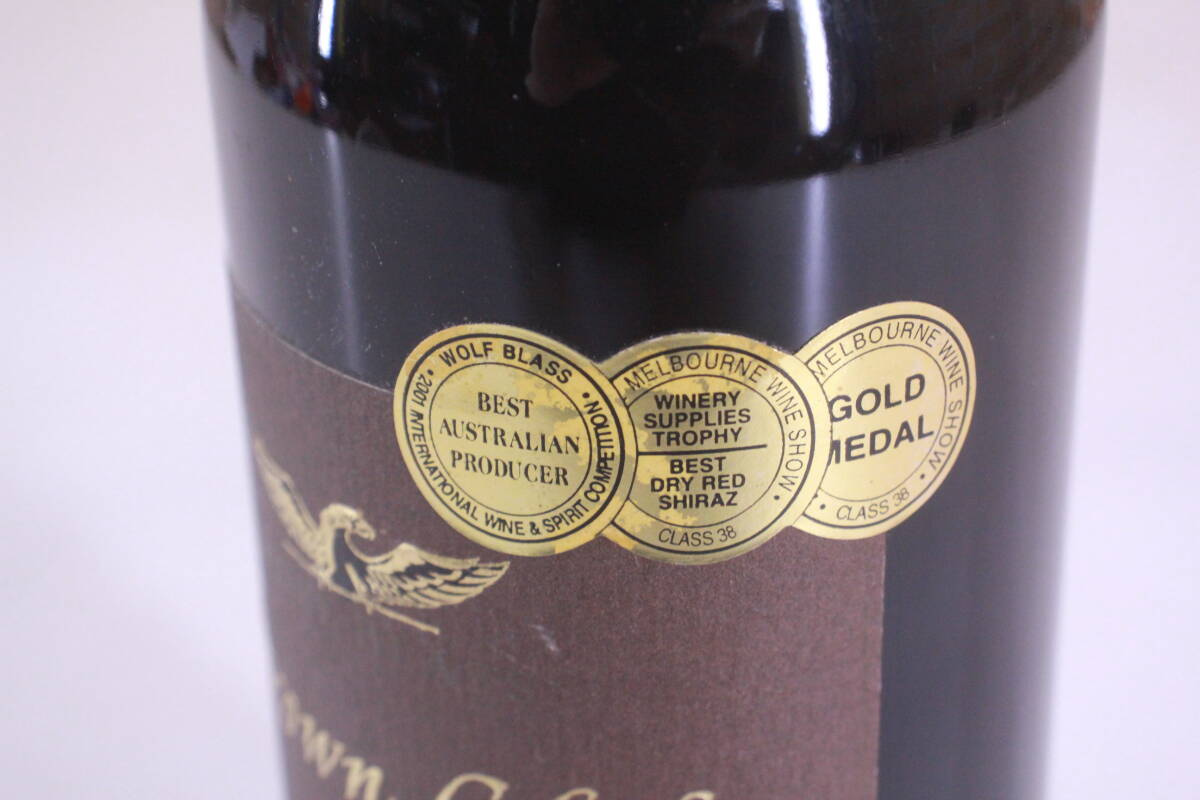 • WOLF BLASS •
2001 INTERNATIONAL WINE & SPIRIT COMPETITION
BEST
AUSTRALIAN
PRODUCER
MELBOURNE WINE SHOW •
WINERY
SUPPLIES
TROPHY
BEST
DRY RED
SHIRAZ
CLASS 38
MELBOURNE WINE SHOW •
GOLD
MEDAL
• CLASS 38 •